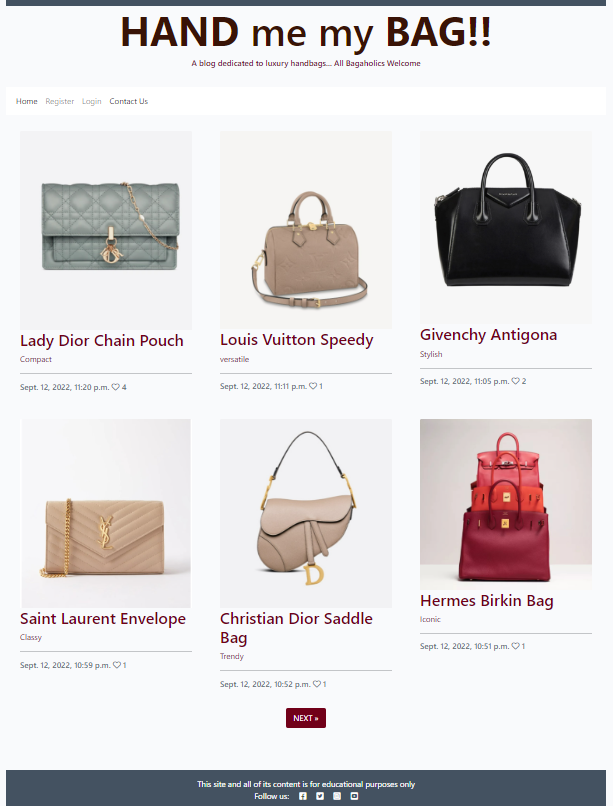 HAND me my BAG!!
A blog dedicated to luxury handbags... All Bagaholics Welcome
Home Register Login Contact Us
Lady Dior Chain Pouch
Compact
Sept. 12, 2022, 11:20 p.m. 4
Louis Vuitton Speedy
versatile
Sept. 12, 2022, 11:11 p.m. 1
Givenchy Antigona
Stylish
Sept. 12, 2022, 11:05 p.m. 2
Saint Laurent Envelope
Classy
Sept. 12, 2022, 10:59 p.m. 1
Christian Dior Saddle
Bag
Trendy
Sept. 12, 2022, 10:52 p.m. 1
Hermes Birkin Bag
Iconic
Sept. 12, 2022, 10:51 p.m. 1
NEXT »
This site and all of its content is for educational purposes only
Follow us: